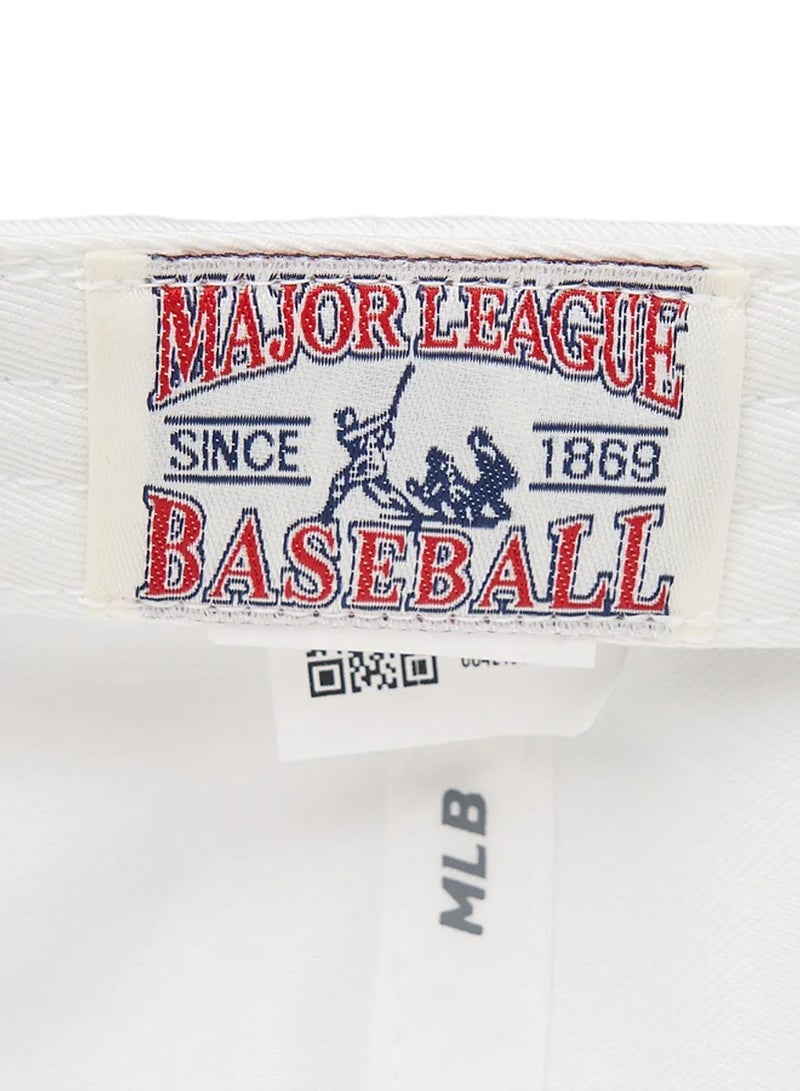 MAJOR LEAGUE
SINCE 1869
BASEBALL
MLB